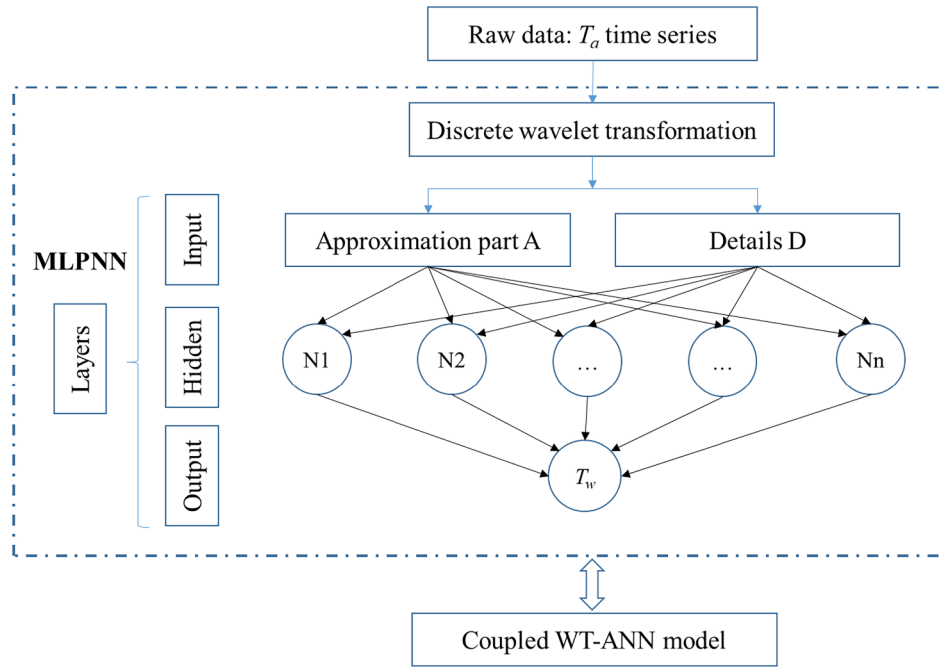 Raw data: Ta time series
Discrete wavelet transformation
Approximation part A
Details D
MLPNN
Layers
Input
Hidden
Output
N1
N2
…
…
Nn
Tw
Coupled WT-ANN model